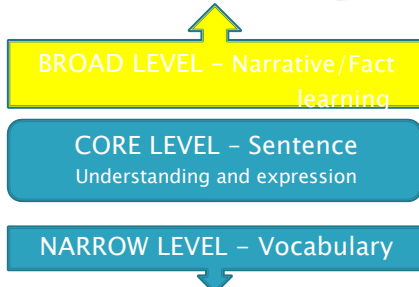 BROAD LEVEL – Narrative/Fact
learning
CORE LEVEL – Sentence
Understanding and expression
NARROW LEVEL – Vocabulary